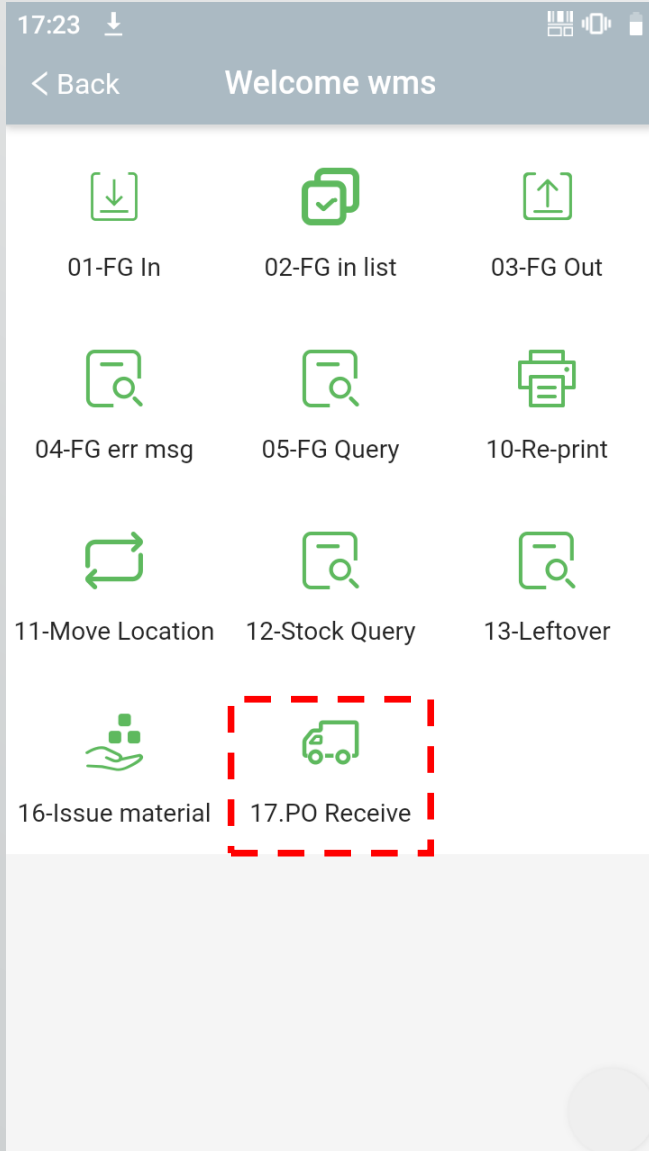 17:23
Back
Welcome wms
01-FG In
02-FG in list
03-FG Out
04-FG err msg
05-FG Query
10-Re-print
11-Move Location
12-Stock Query
13-Leftover
16-Issue material
17.PO Receive